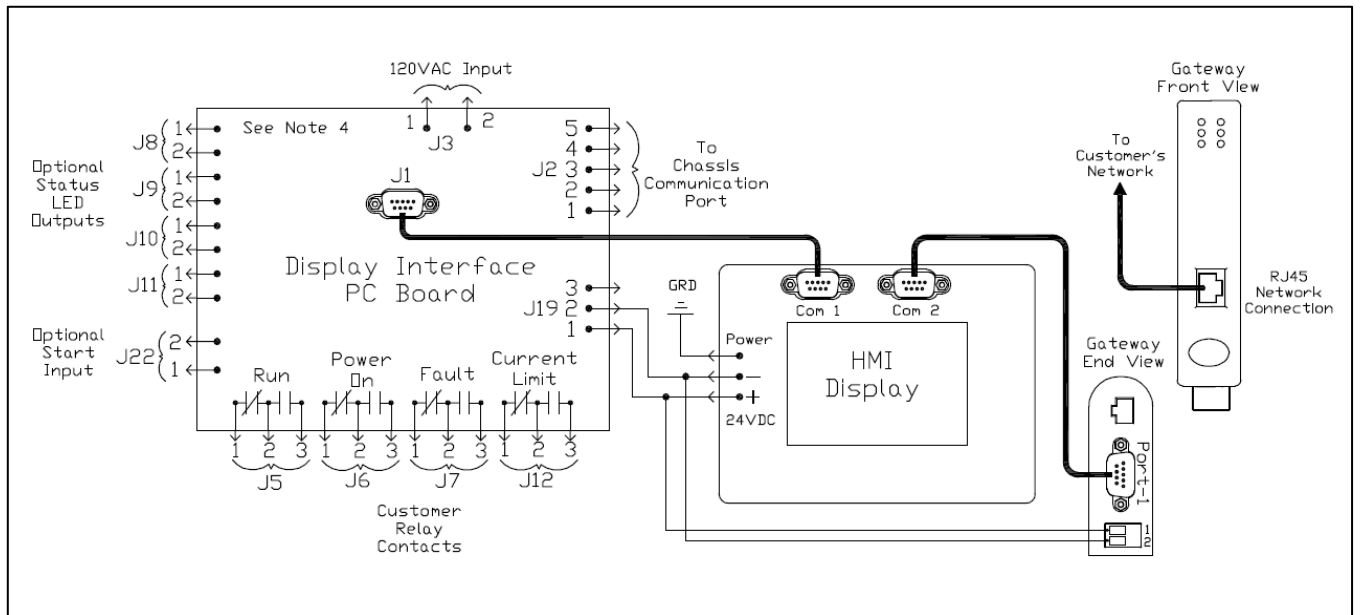 120VAC Input
1
2
J3
See Note 4
J8
1
2
J9
1
2
J10
1
2
J11
1
2
Optional
Status
LED
Outputs
J22
2
1
Optional
Start
Input
J1
Display Interface
PC Board
J2
5
4
3
2
1
To
Chassis
Communication
Port
J19
3
2
1
Run
Power
On
Fault
Current
Limit
1 2 3
1 2 3
1 2 3
1 2 3
J5
J6
J7
J12
Customer
Relay
Contacts
GRD
Power
—
+
24VDC
Com 1
Com 2
HMI
Display
Gateway
Front View
To
Customer's
Network
RJ45
Network
Connection
Gateway
End View
Port-1
1
2